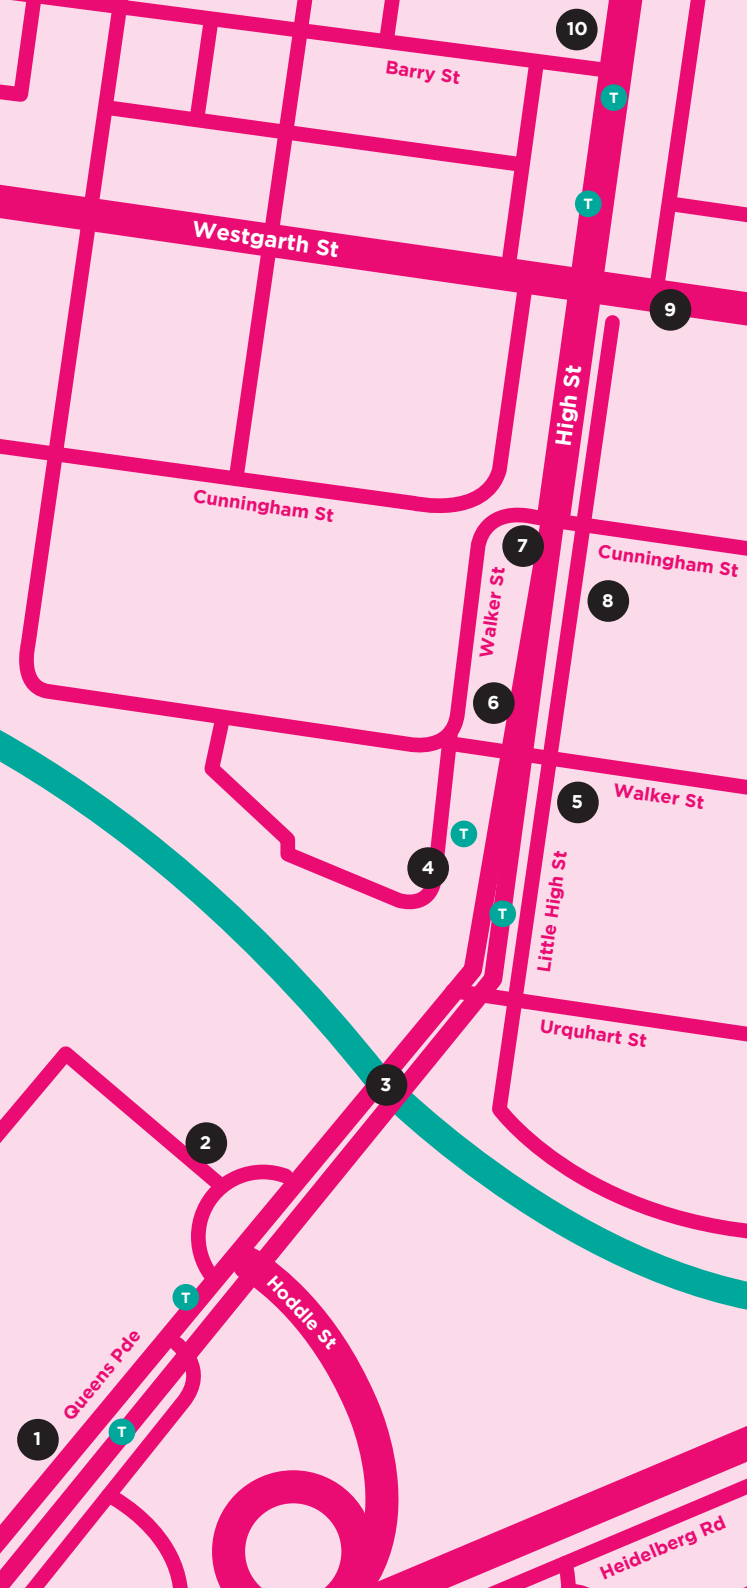 10
Barry St
T
T
Westgarth St
9
High St
Cunningham St
7
Cunningham St
Walker St
8
6
Walker St
5
T
4
Little High St
T
Urquhart St
3
2
T
Hoddle St
Queens Pde
1
T
Heidelberg Rd